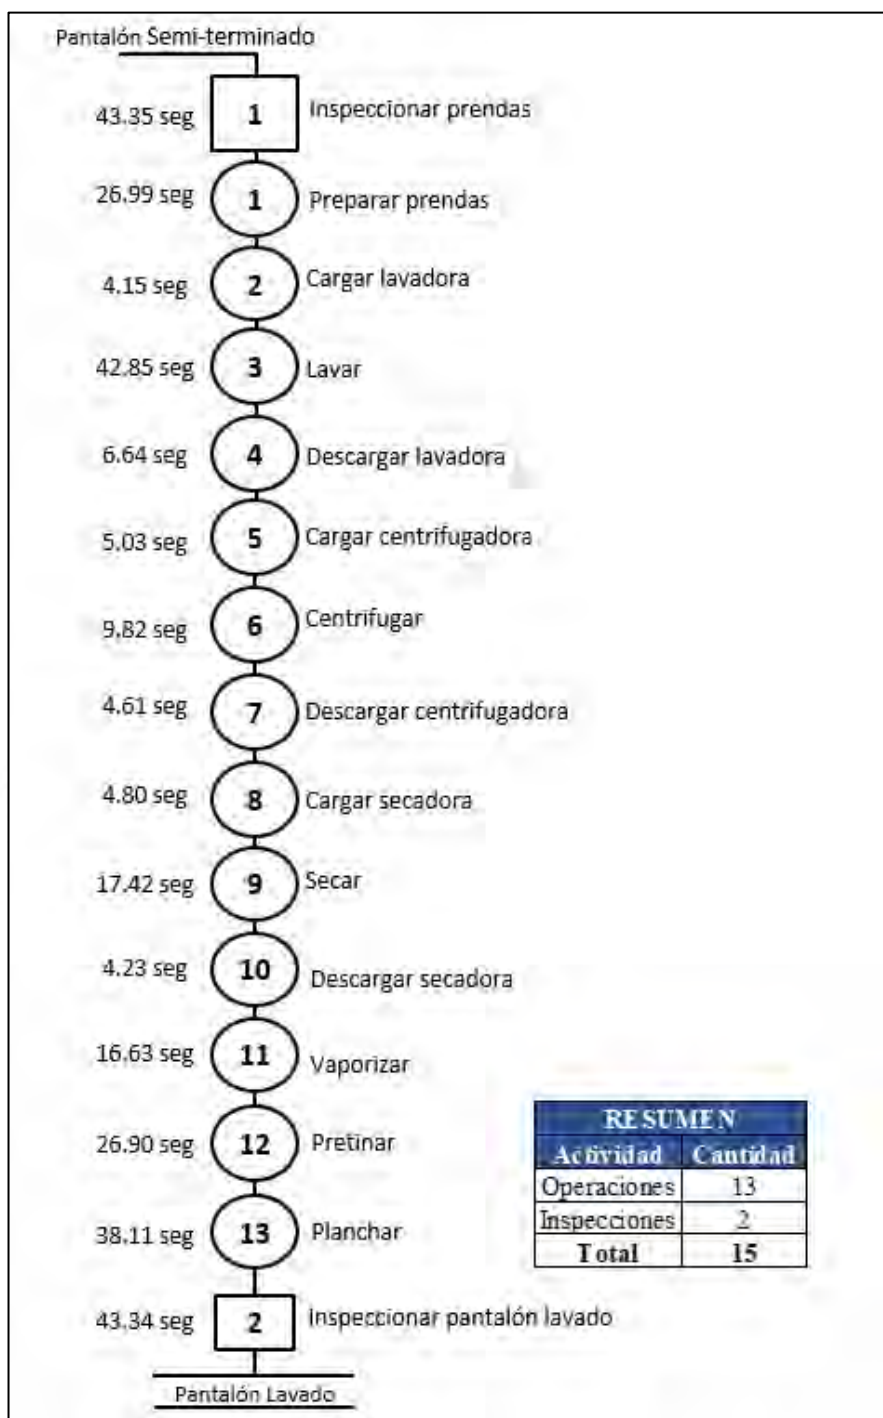 Pantalón Semi-terminado
43.35 seg 1 Inspeccionar prendas
26.99 seg 1 Preparar prendas
4.15 seg 2 Cargar lavadora
42.85 seg 3 Lavar
6.64 seg 4 Descargar lavadora
5.03 seg 5 Cargar centrifugadora
9.82 seg 6 Centrifugar
4.61 seg 7 Descargar centrifugadora
4.80 seg 8 Cargar secadora
17.42 seg 9 Secar
4.23 seg 10 Descargar secadora
16.63 seg 11 Vaporizar
26.90 seg 12 Pretinar
38.11 seg 13 Planchar
43.34 seg 2 Inspeccionar pantalón lavado
Pantalón Lavado
RESUMEN
Actividad Cantidad
Operaciones 13
Inspecciones 2
Total 15